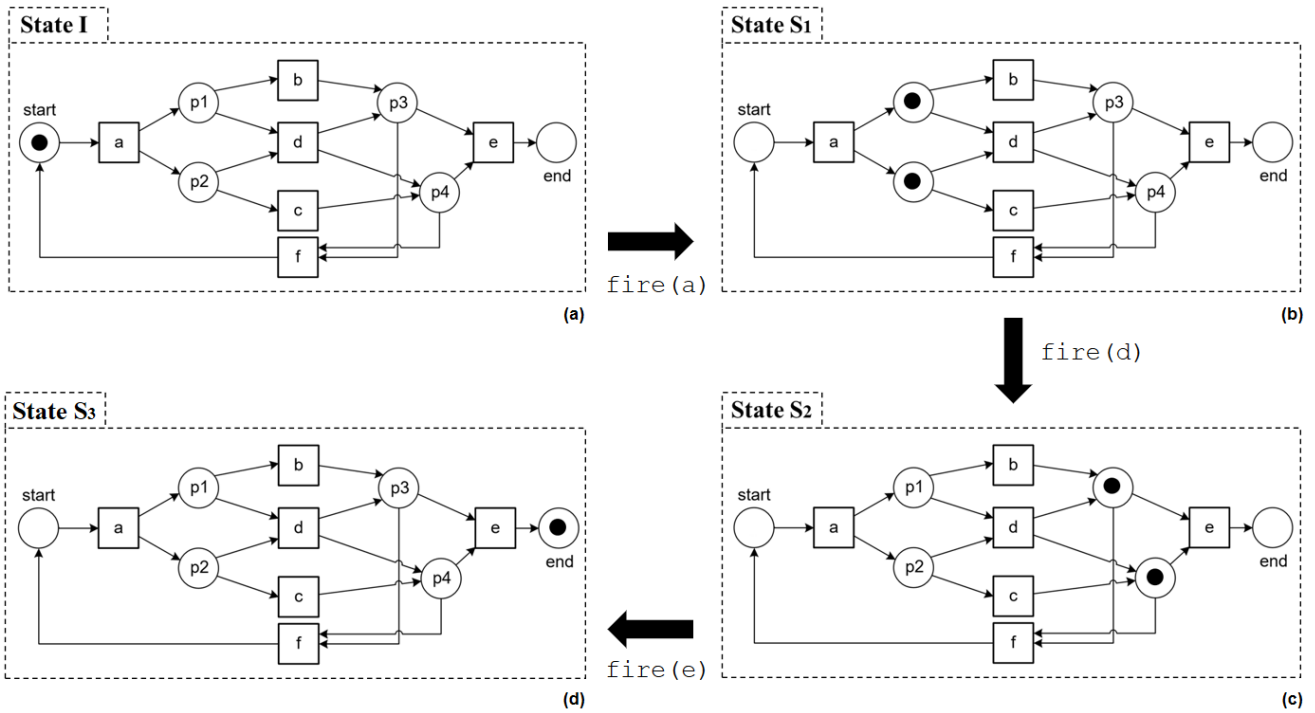 State I
start
a
p1
p2
b
d
c
f
p3
p4
e
end
(a)
fire(a)
State S1
start
a
b
d
c
f
p3
p4
e
end
(b)
fire(d)
State S3
start
a
p1
p2
b
d
c
f
p3
p4
e
end
(d)
fire(e)
State S2
start
a
p1
p2
b
d
c
f
e
end
(c)